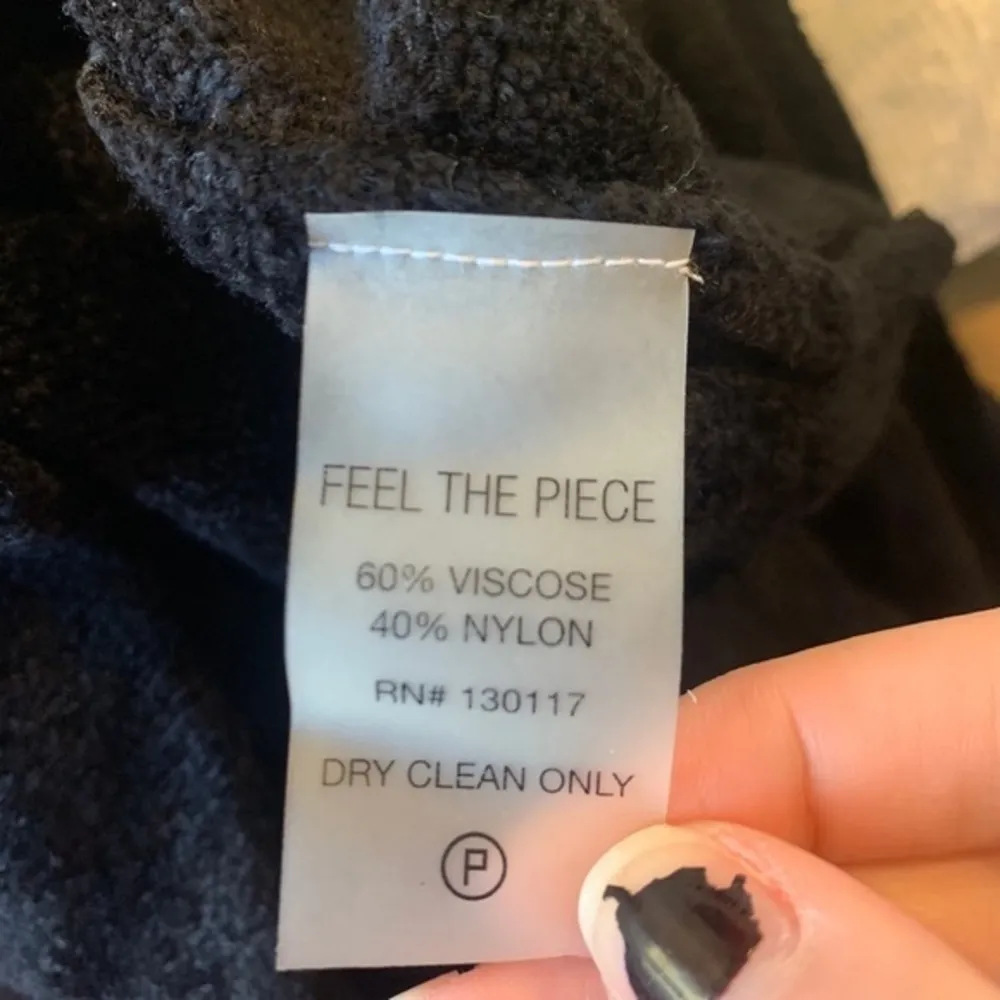 FEEL THE PIECE
60% VISCOSE
40% NYLON
RN# 130117
DRY CLEAN ONLY
P